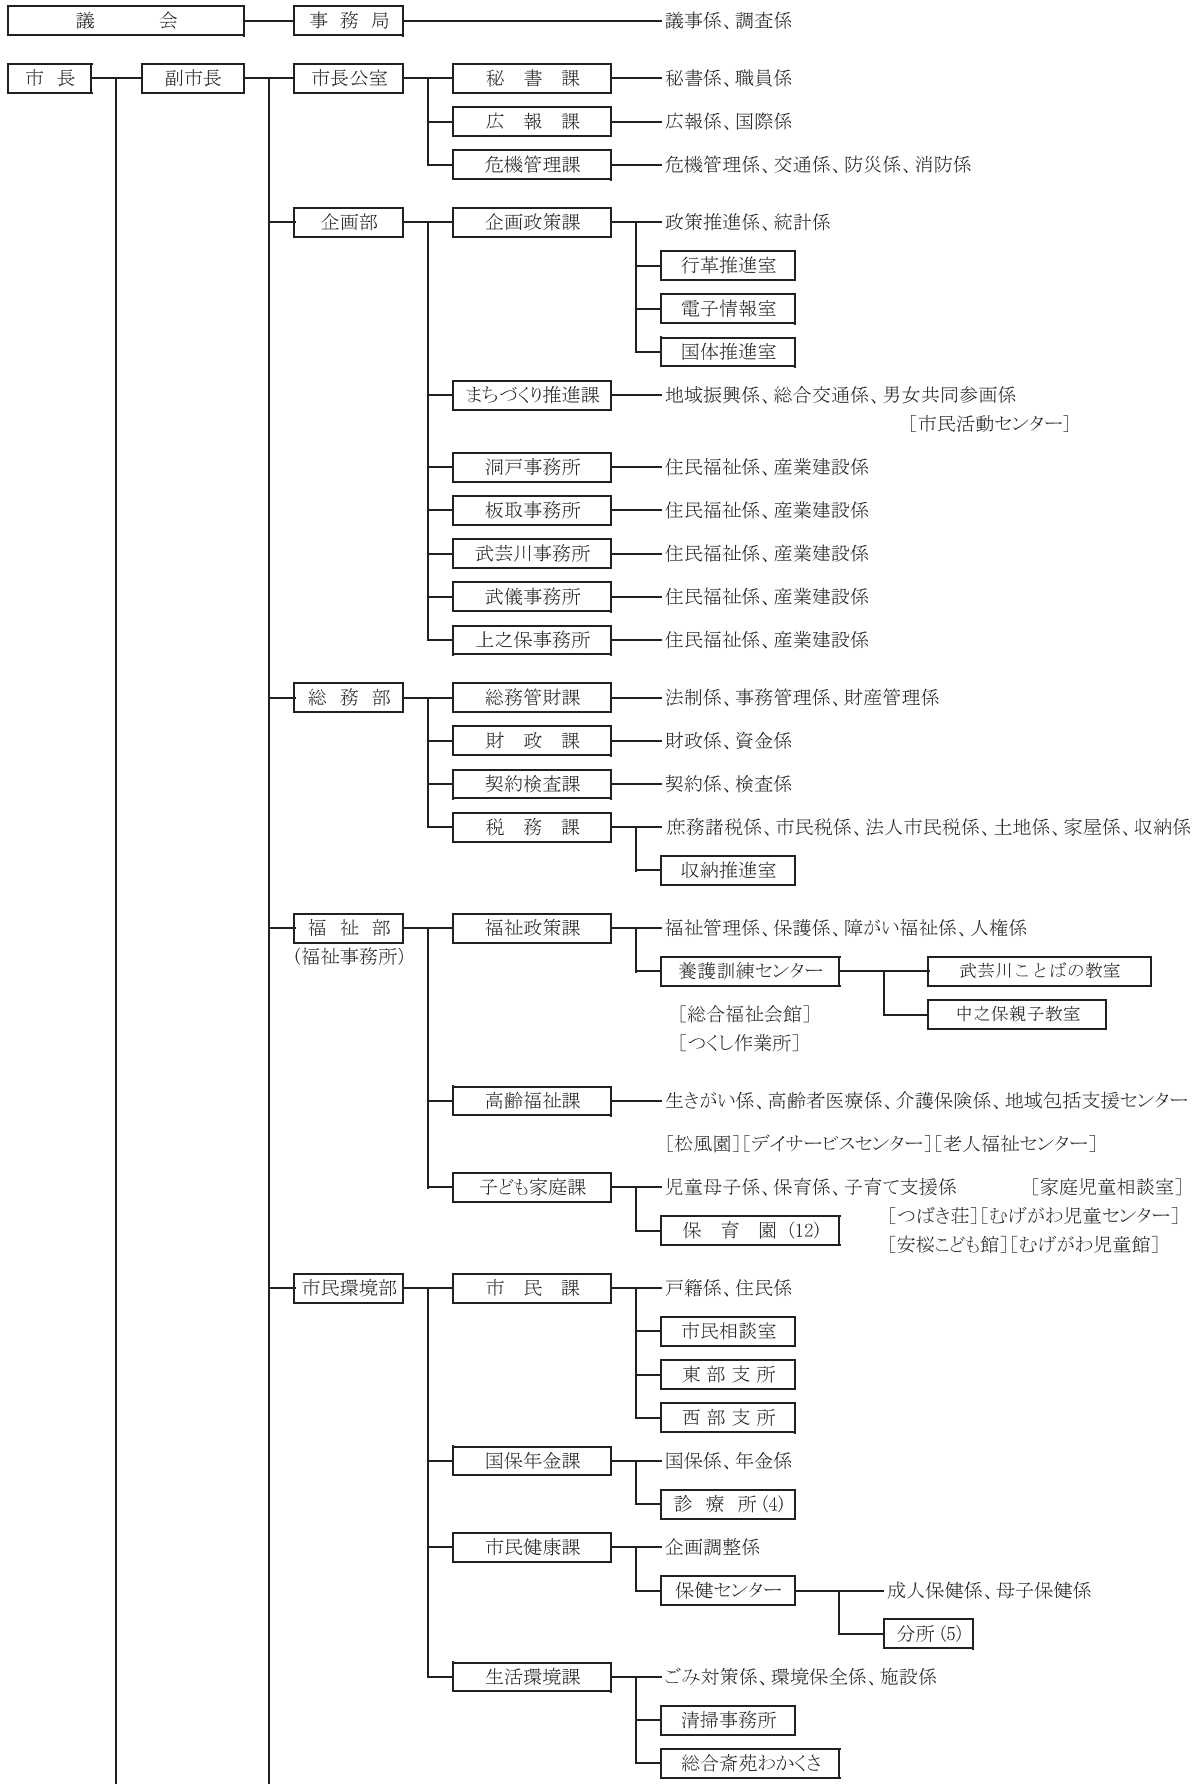 議会 事務局 議事係、調査係
市長 副市長 市長公室 秘書課 秘書係、職員係
広報課 広報係、国際係
危機管理課 危機管理係、交通係、防災係、消防係
企画部 企画政策課 政策推進係、統計係
行革推進室
電子情報室
国体推進室
まちづくり推進課 地域振興係、総合交通係、男女共同参画係
［市民活動センター］
洞戸事務所 住民福祉係、産業建設係
板取事務所 住民福祉係、産業建設係
武芸川事務所 住民福祉係、産業建設係
武儀事務所 住民福祉係、産業建設係
上之保事務所 住民福祉係、産業建設係
総務部 総務管財課 法制係、事務管理係、財産管理係
財政課 財政係、資金係
契約検査課 契約係、検査係
税務課 庶務諸税係、市民税係、法人市民税係、土地係、家屋係、収納係
収納推進室
福祉部 福祉政策課 福祉管理係、保護係、障がい福祉係、人権係
（福祉事務所） 養護訓練センター 武芸川ことばの教室
［総合福祉会館］ 中之保親子教室
［つくし作業所］
高齢福祉課 生きがい係、高齢者医療係、介護保険係、地域包括支援センター
［松風園］［デイサービスセンター］［老人福祉センター］
子ども家庭課 児童母子係、保育係、子育て支援係 ［家庭児童相談室］
保育園（12） ［つばき荘］［むげがわ児童センター］
［安桜こども館］［むげがわ児童館］
市民環境部 市民課 戸籍係、住民係
市民相談室
東部支所
西部支所
国保年金課 国保係、年金係
診療所（4）
市民健康課 企画調整係
保健センター 成人保健係、母子保健係
分所（5）
生活環境課 ごみ対策係、環境保全係、施設係
清掃事務所
総合斎苑わかくさ